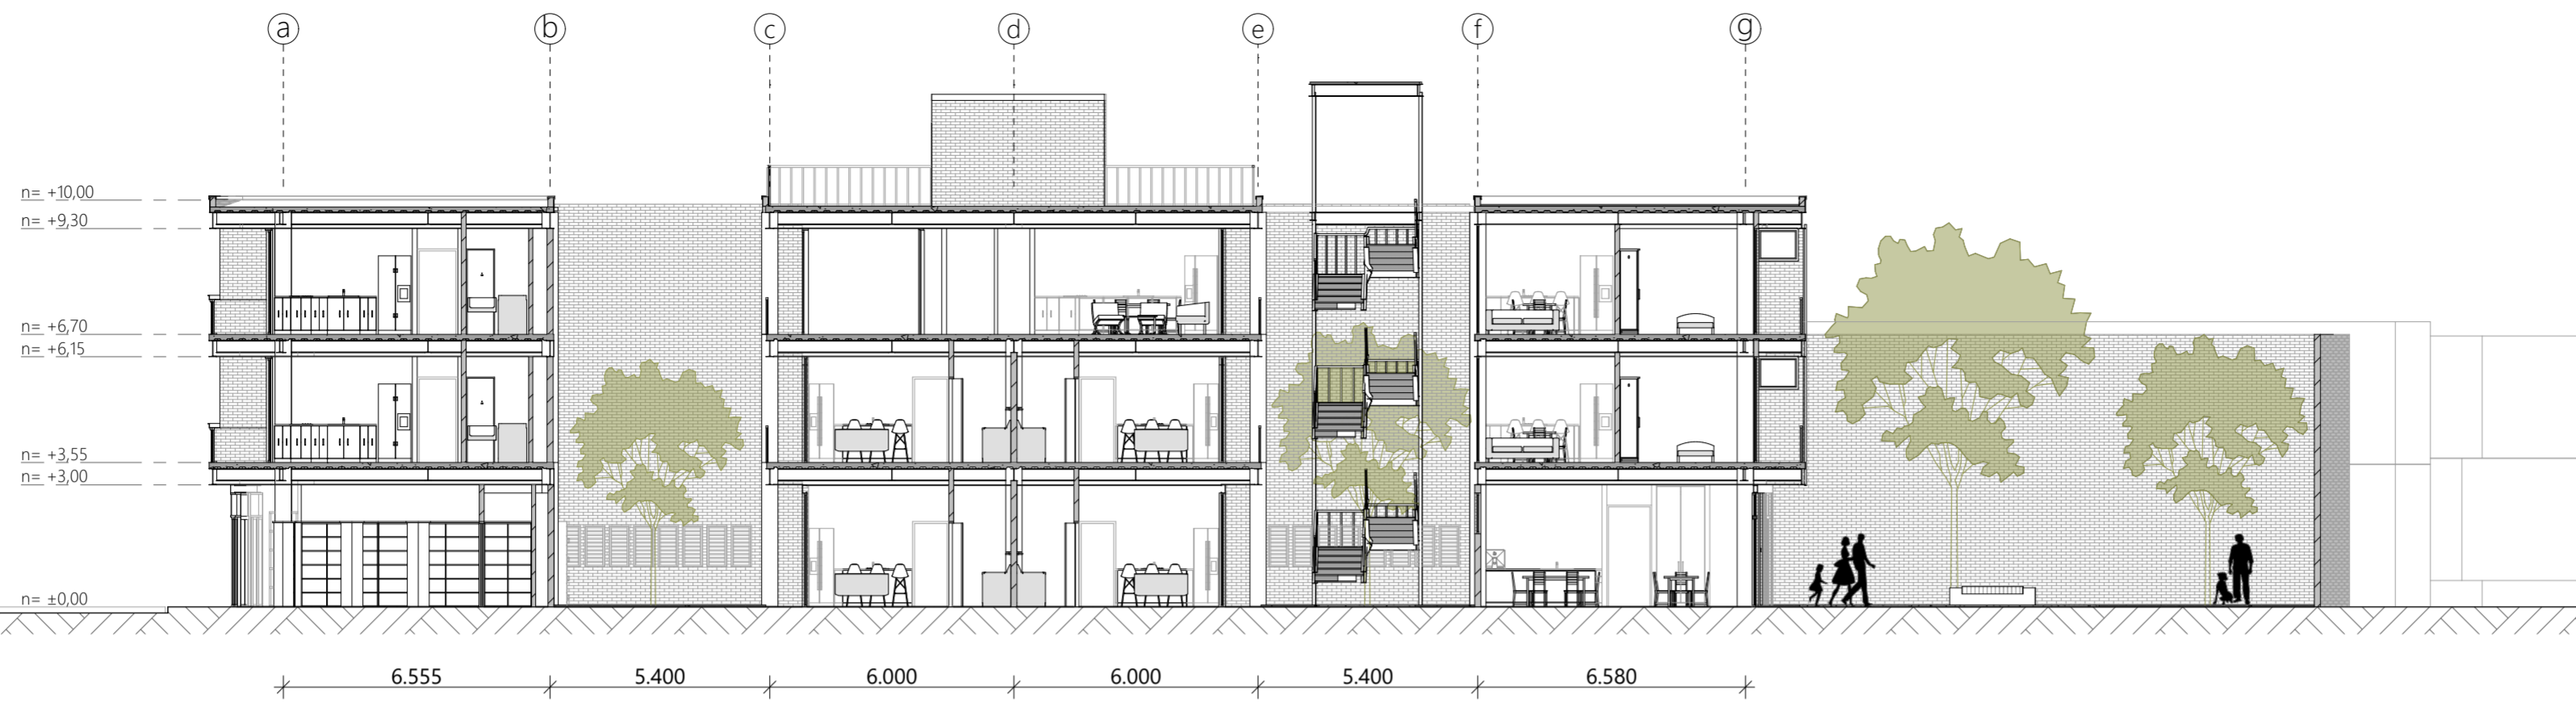 a b c d e f g
n= +10,00
n= +9,30
n= +6,70
n= +6,15
n= +3,55
n= +3,00
n= ±0,00
6.555 5.400 6.000 6.000 5.400 6.580